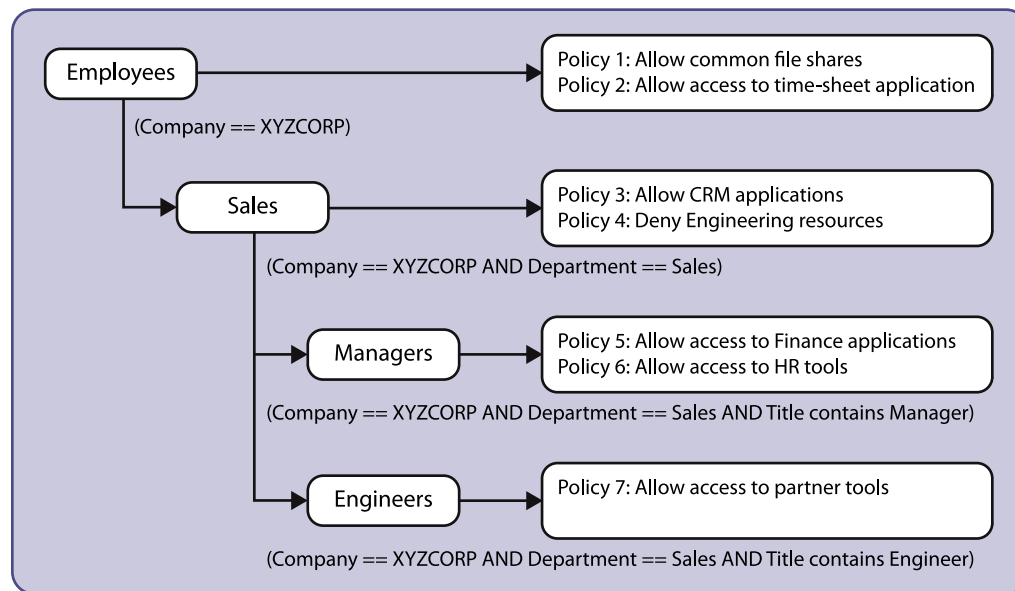 Employees
Policy 1: Allow common file shares
Policy 2: Allow access to time-sheet application
(Company == XYZCORP)
Sales
Policy 3: Allow CRM applications
Policy 4: Deny Engineering resources
(Company == XYZCORP AND Department == Sales)
Managers
Policy 5: Allow access to Finance applications
Policy 6: Allow access to HR tools
(Company == XYZCORP AND Department == Sales AND Title contains Manager)
Engineers
Policy 7: Allow access to partner tools
(Company == XYZCORP AND Department == Sales AND Title contains Engineer)